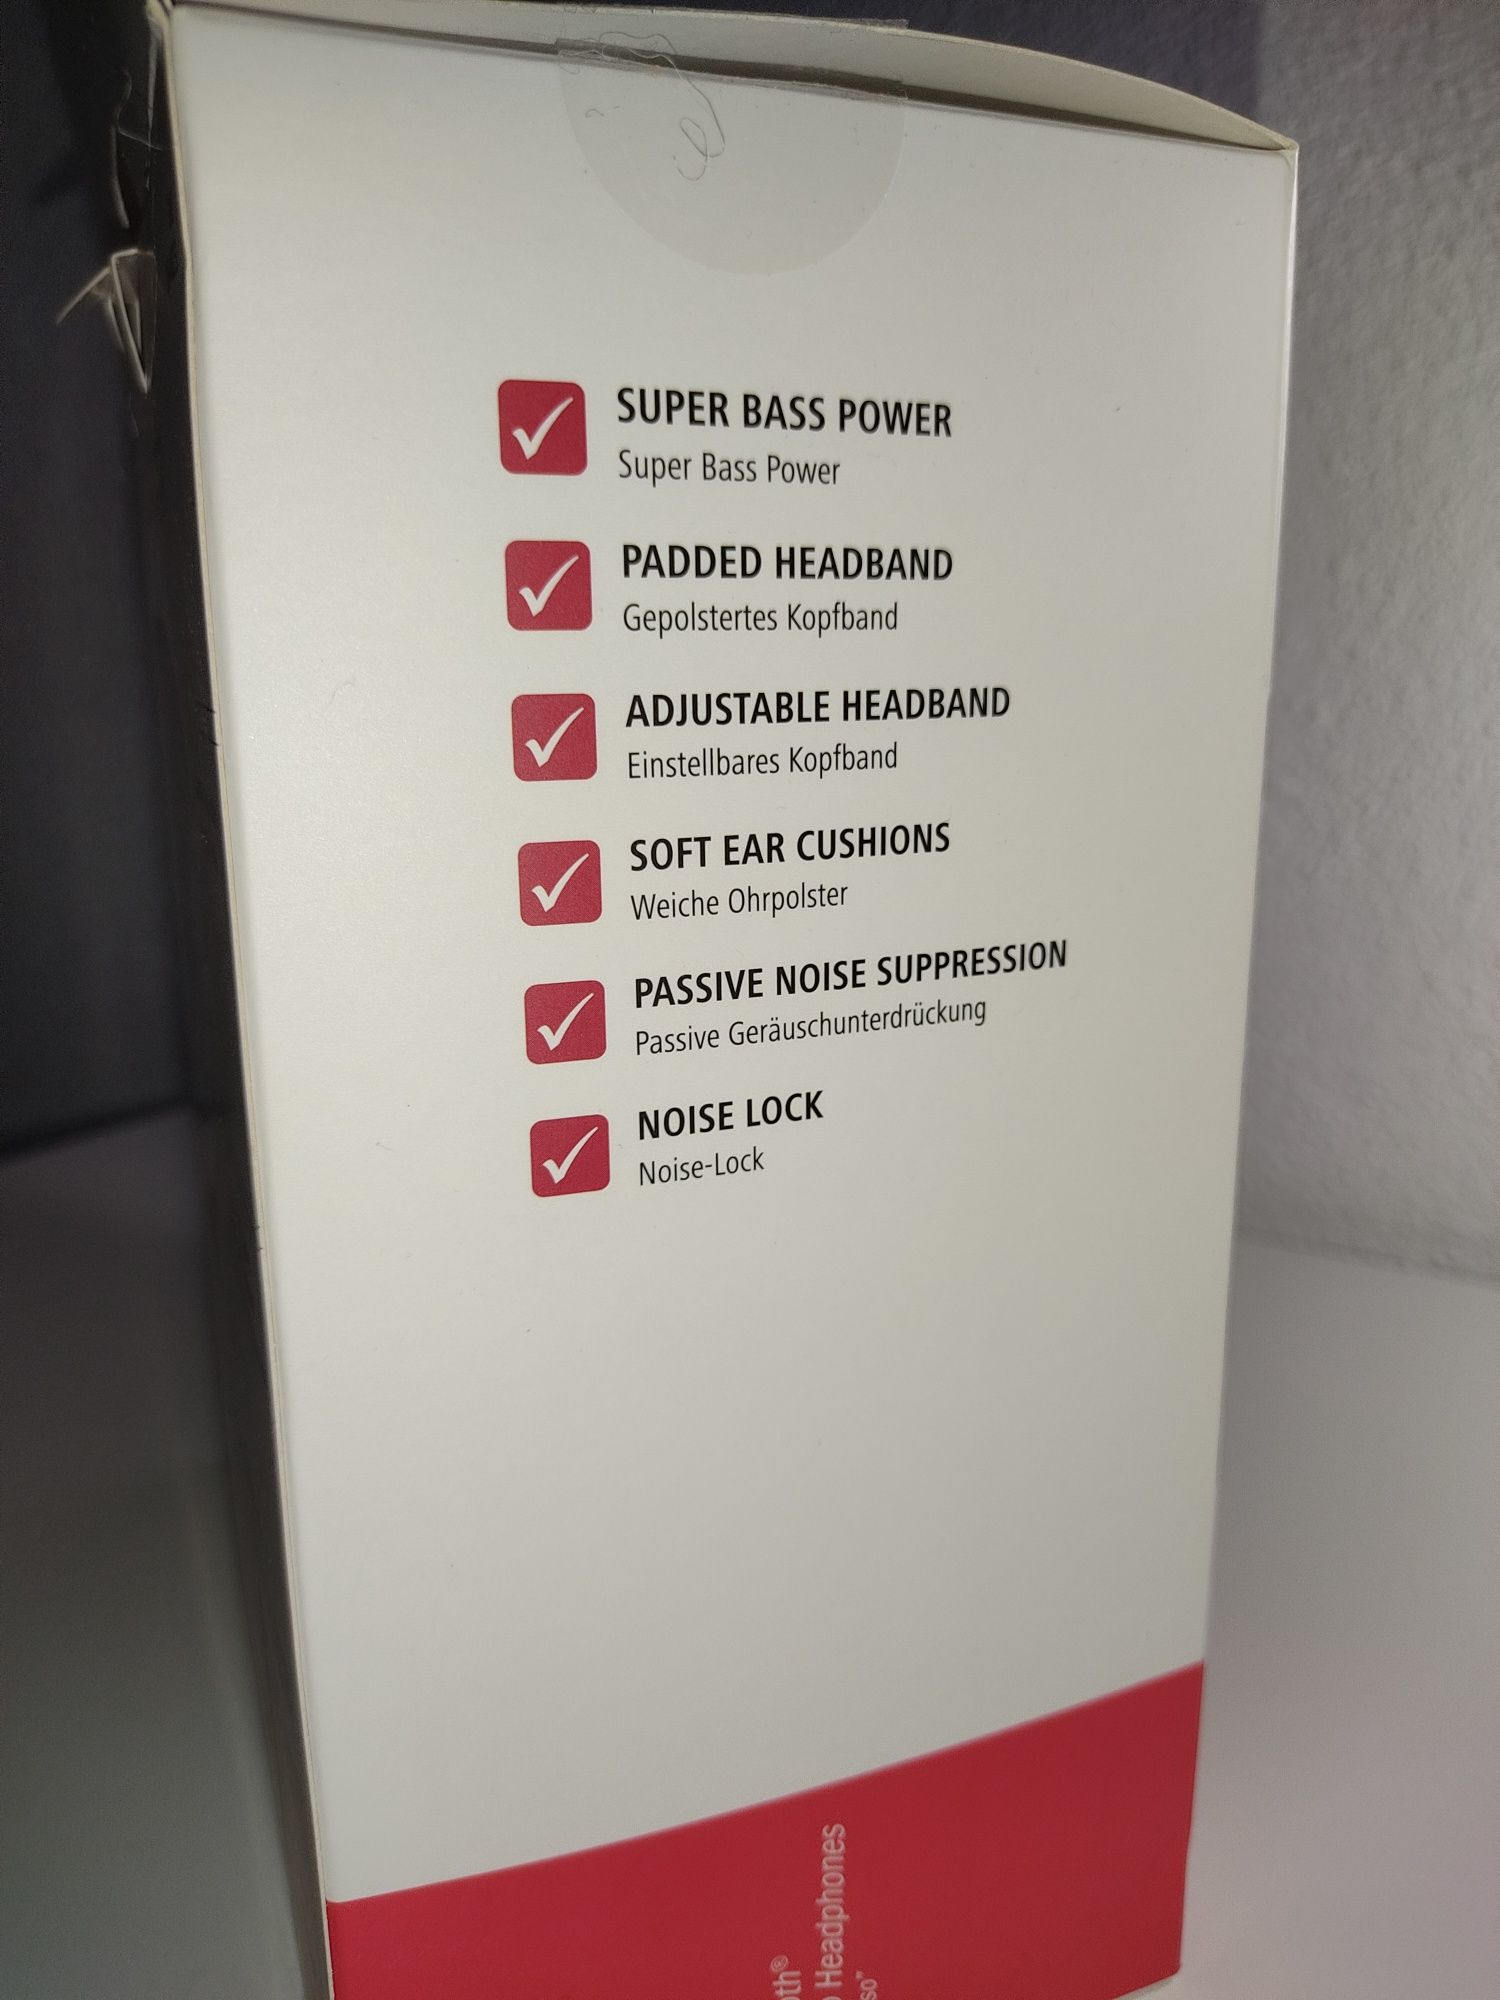 SUPER BASS POWER
Super Bass Power
PADDED HEADBAND
Gepolstertes Kopfband
ADJUSTABLE HEADBAND
Einstellbares Kopfband
SOFT EAR CUSHIONS
Weiche Ohrpolster
PASSIVE NOISE SUPPRESSION
Passive Geräuschunterdrückung
NOISE LOCK
Noise-Lock
Headphones